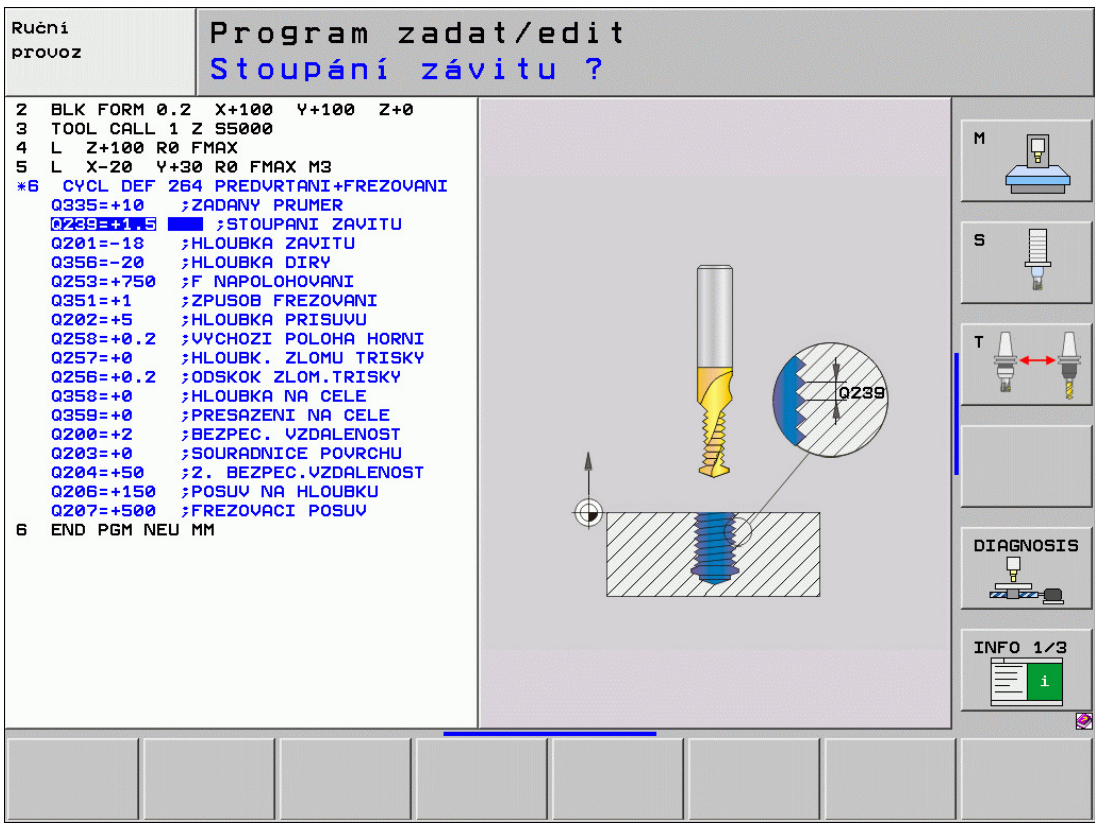 Ruční
provoz
Program zadat/edit
Stoupání závitu ?
2 BLK FORM 0.2 X+100 Y+100 Z+0
3 TOOL CALL 1 Z S5000
4 L Z+100 R0 FMAX
5 L X-20 Y+30 R0 FMAX M3
*6 CYCL DEF 264 PREDVRTANI+FREZOVANI
Q335=+10 ;ZADANY PRUMER
Q239=+1.5 ;STOUPANI ZAVITU
Q201=-18 ;HLOUBKA ZAVITU
Q356=-20 ;HLOUBKA DIRY
Q253=+750 ;F NAPOLOHOVANI
Q351=+1 ;ZPUSOB FREZOVANI
Q202=+5 ;HLOUBKA PRISUVU
Q258=+0.2 ;VYCHOZI POLOHA HORNI
Q257=+0 ;HLOUBK. ZLOMU TRISKY
Q256=+0.2 ;ODSKOK ZLOM.TRISKY
Q358=+0 ;HLOUBKA NA CELE
Q359=+0 ;PRESAZENI NA CELE
Q200=+2 ;BEZPEC. VZDALENOST
Q203=+0 ;SOURADNICE POVRCHU
Q204=+50 ;2. BEZPEC.VZDALENOST
Q206=+150 ;POSUV NA HLOUBKU
Q207=+500 ;FREZOVACI POSUV
6 END PGM NEU MM
Q239
M
S
T
DIAGNOSIS
INFO 1/3
i